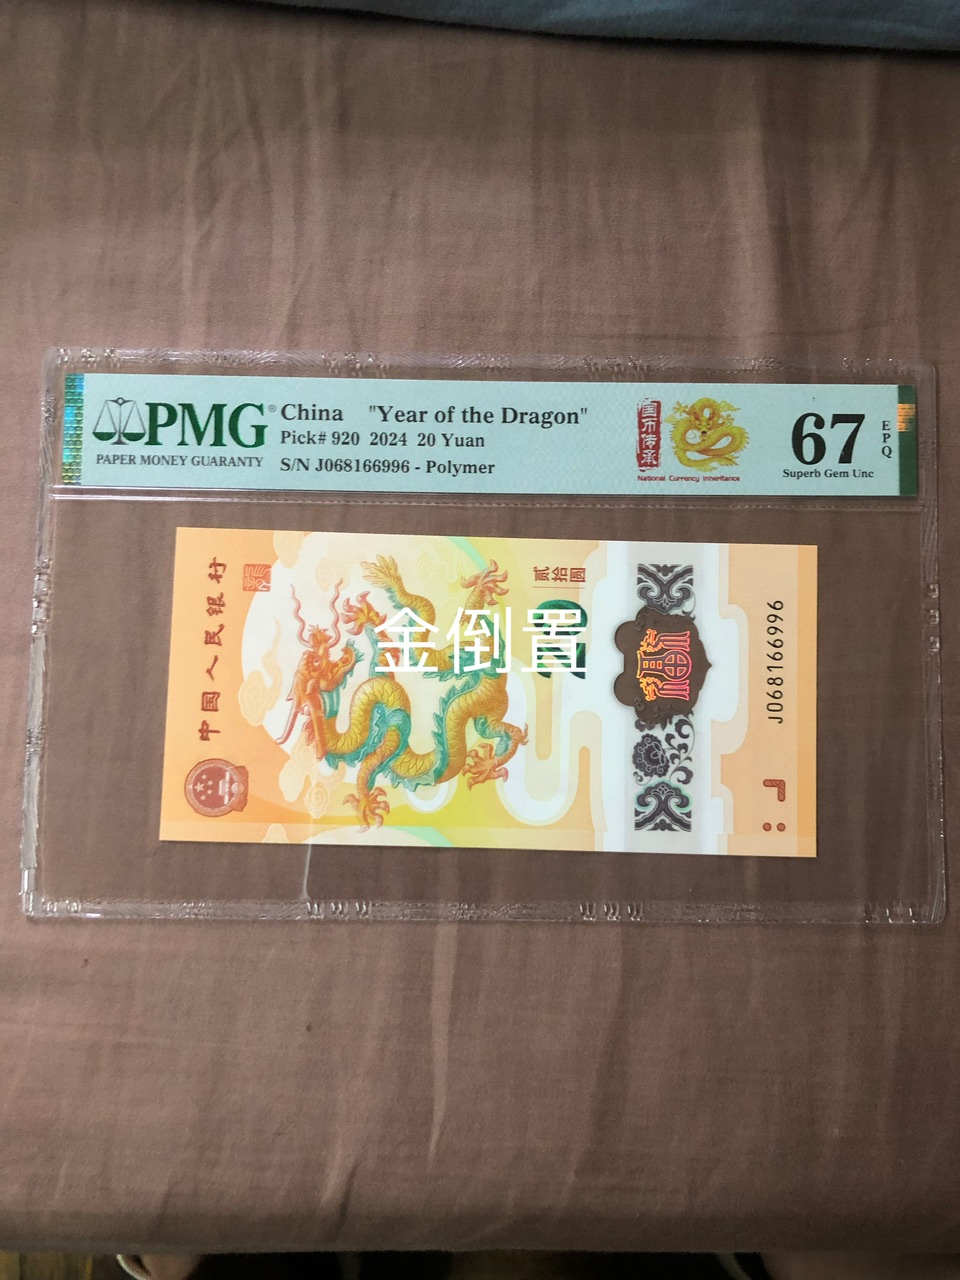 PMG®
PAPER MONEY GUARANTY
China "Year of the Dragon"
Pick# 920 2024 20 Yuan
S/N J068166996 - Polymer
国币传承
National Currency Inheritance
67
EPQ
Superb Gem Unc
中国人民银行
贰拾圆
20
金倒置
J068166996